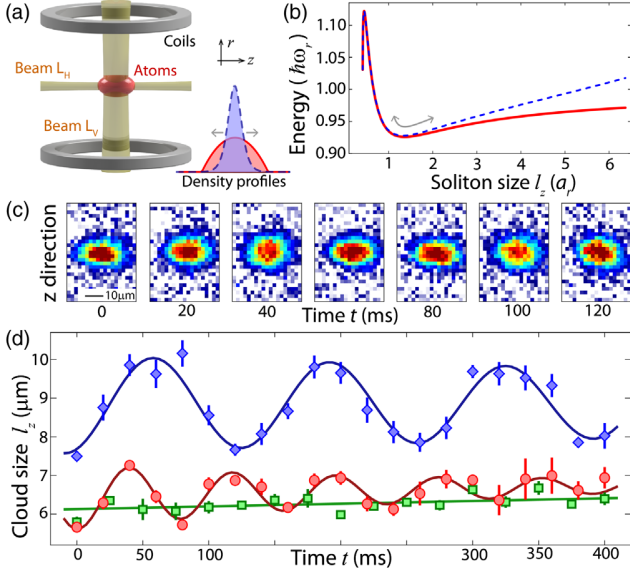 (a)
r
z
Coils
Beam L_H
Atoms
Beam L_V
Density profiles
(b)
Energy (ħω_r)
1.10
1.05
1.00
0.95
0.90
0 1 2 3 4 5 6
Soliton size l_z (a_r)
(c)
z direction
10μm
0 20 40 80 100 120
Time t (ms)
(d)
Cloud size l_z (μm)
10
9
8
7
6
0 50 100 200 300 350 400
Time t (ms)